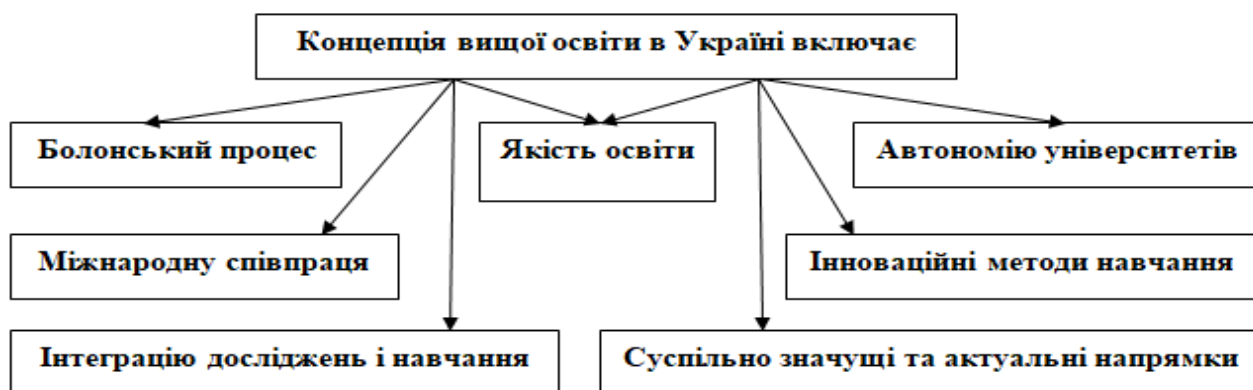 Концепція вищої освіти в Україні включає
Болонський процес
Якість освіти
Автономію університетів
Міжнародну співпраця
Інноваційні методи навчання
Інтеграцію досліджень і навчання
Суспільно значущі та актуальні напрямки